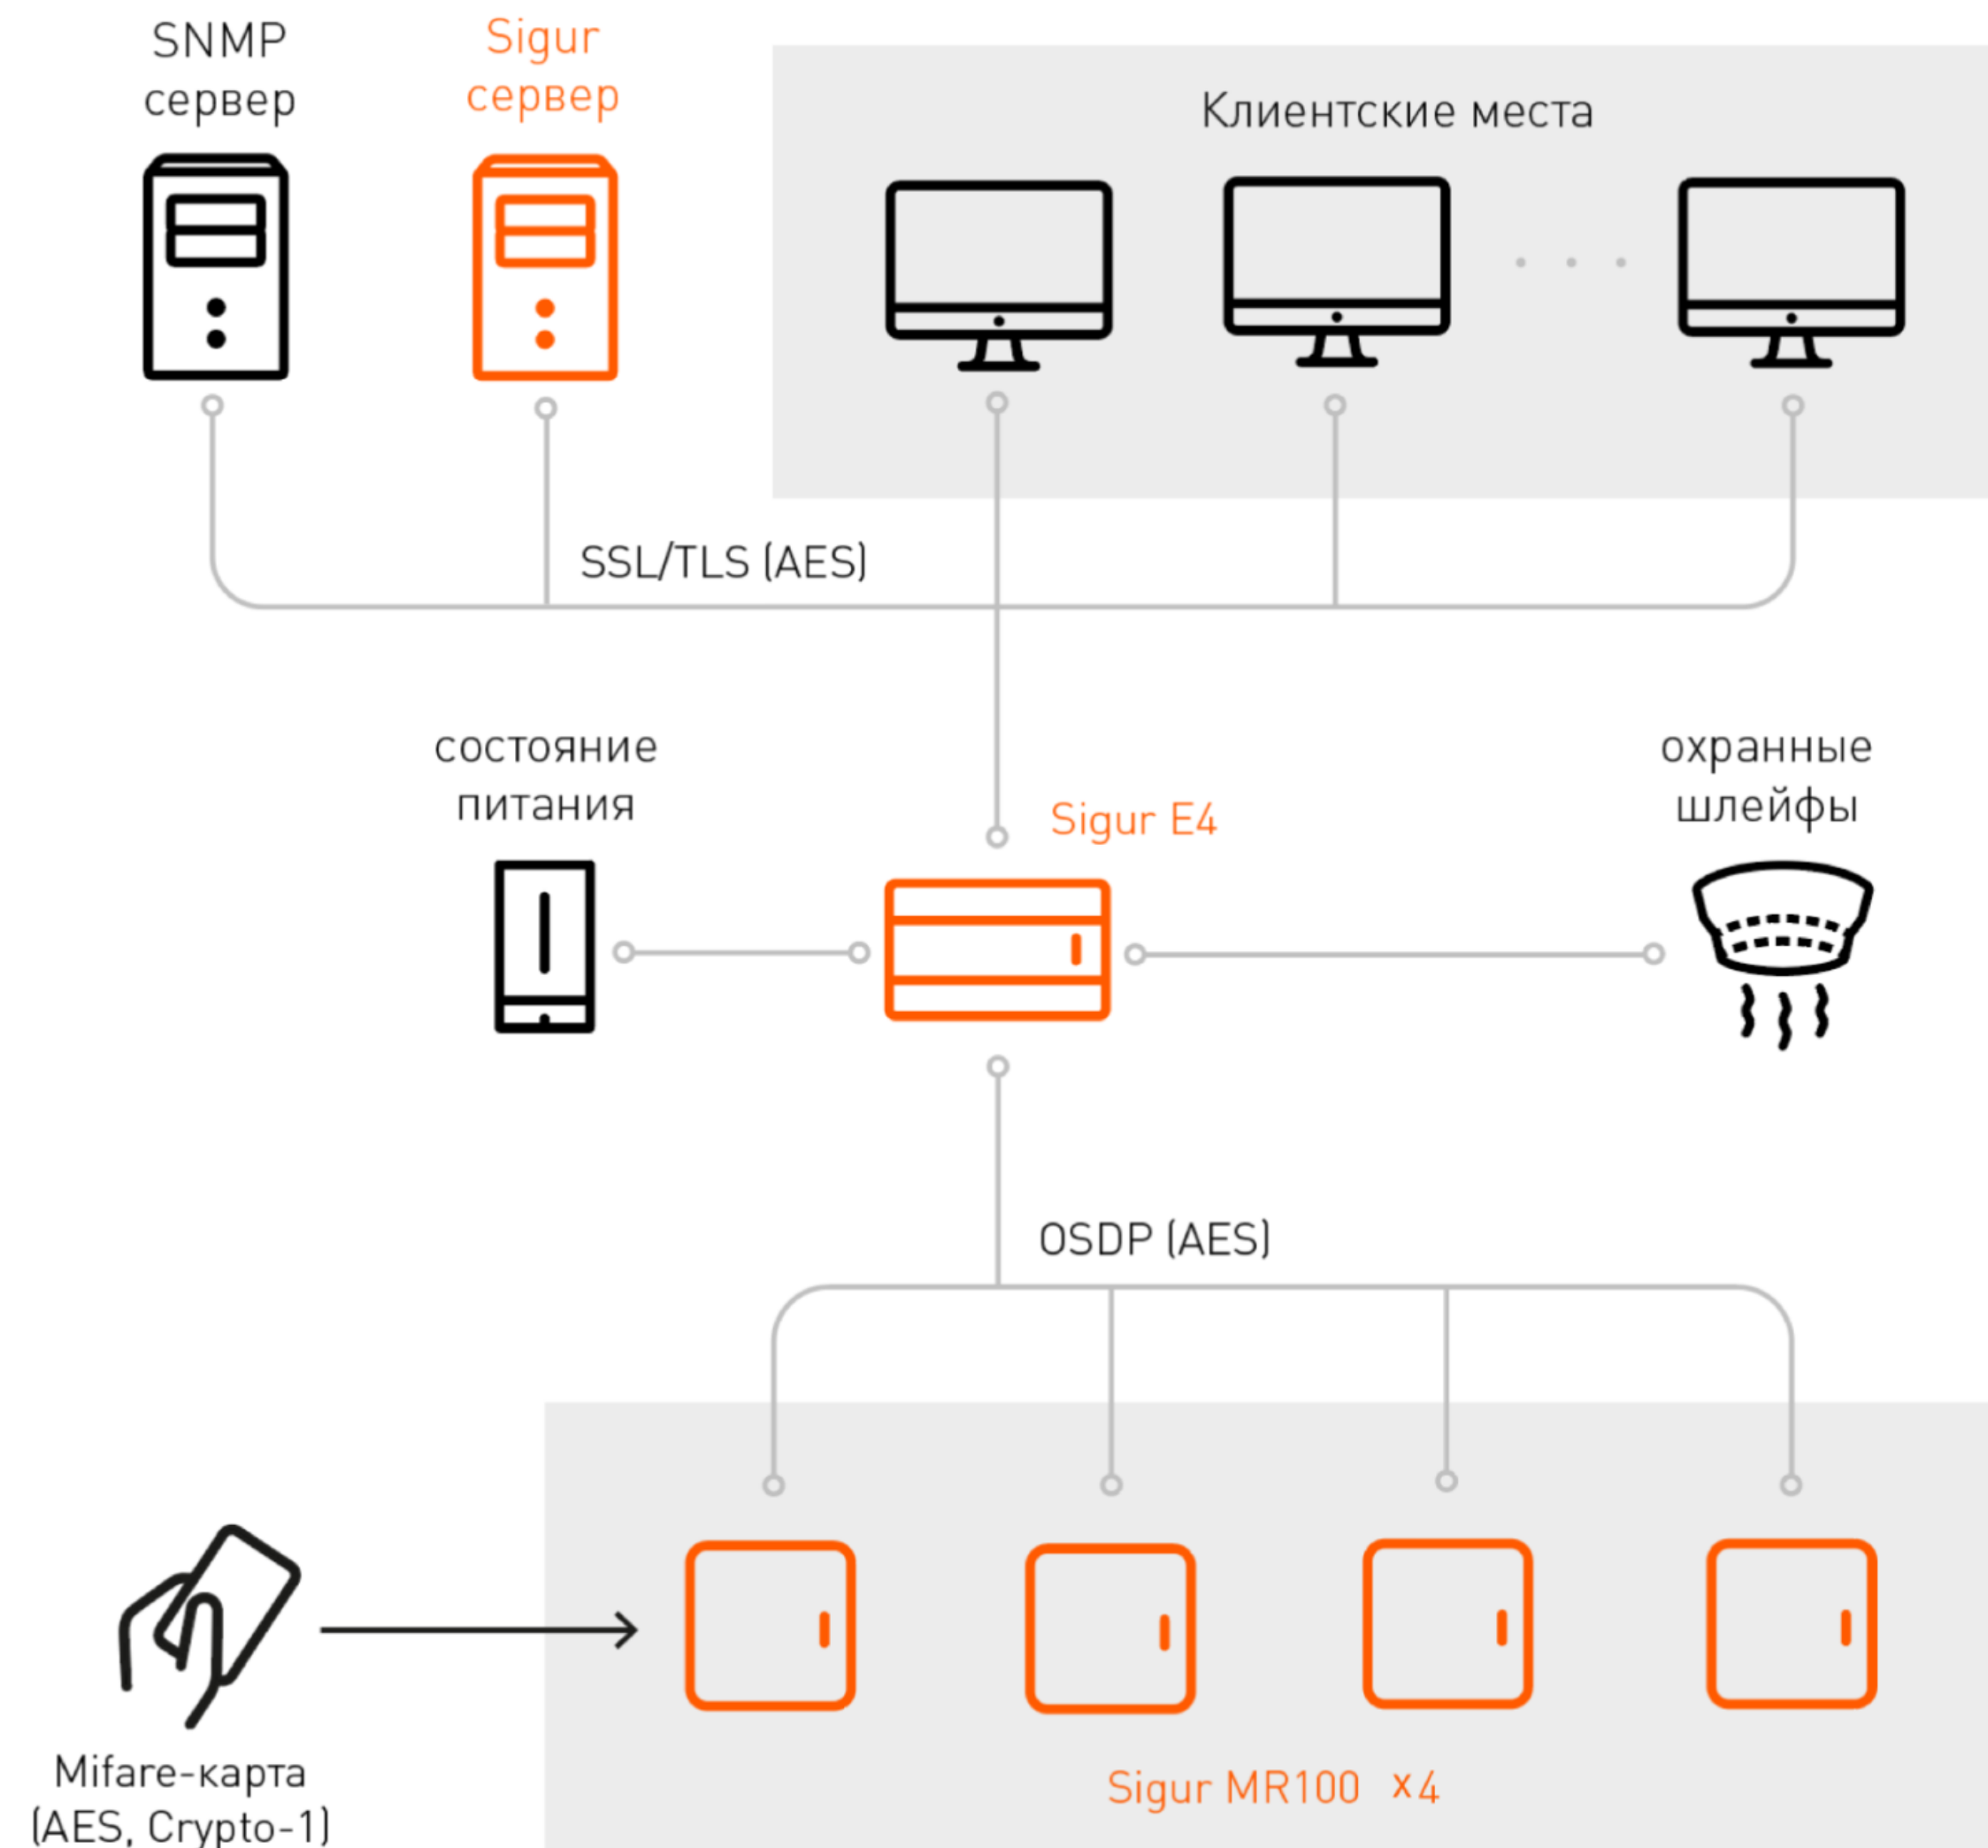 SNMP
сервер
Sigur
сервер
Клиентские места
SSL/TLS (AES)
состояние
питания
Sigur E4
охранные
шлейфы
OSDP (AES)
Mifare-карта
(AES, Crypto-1)
Sigur MR100 x4